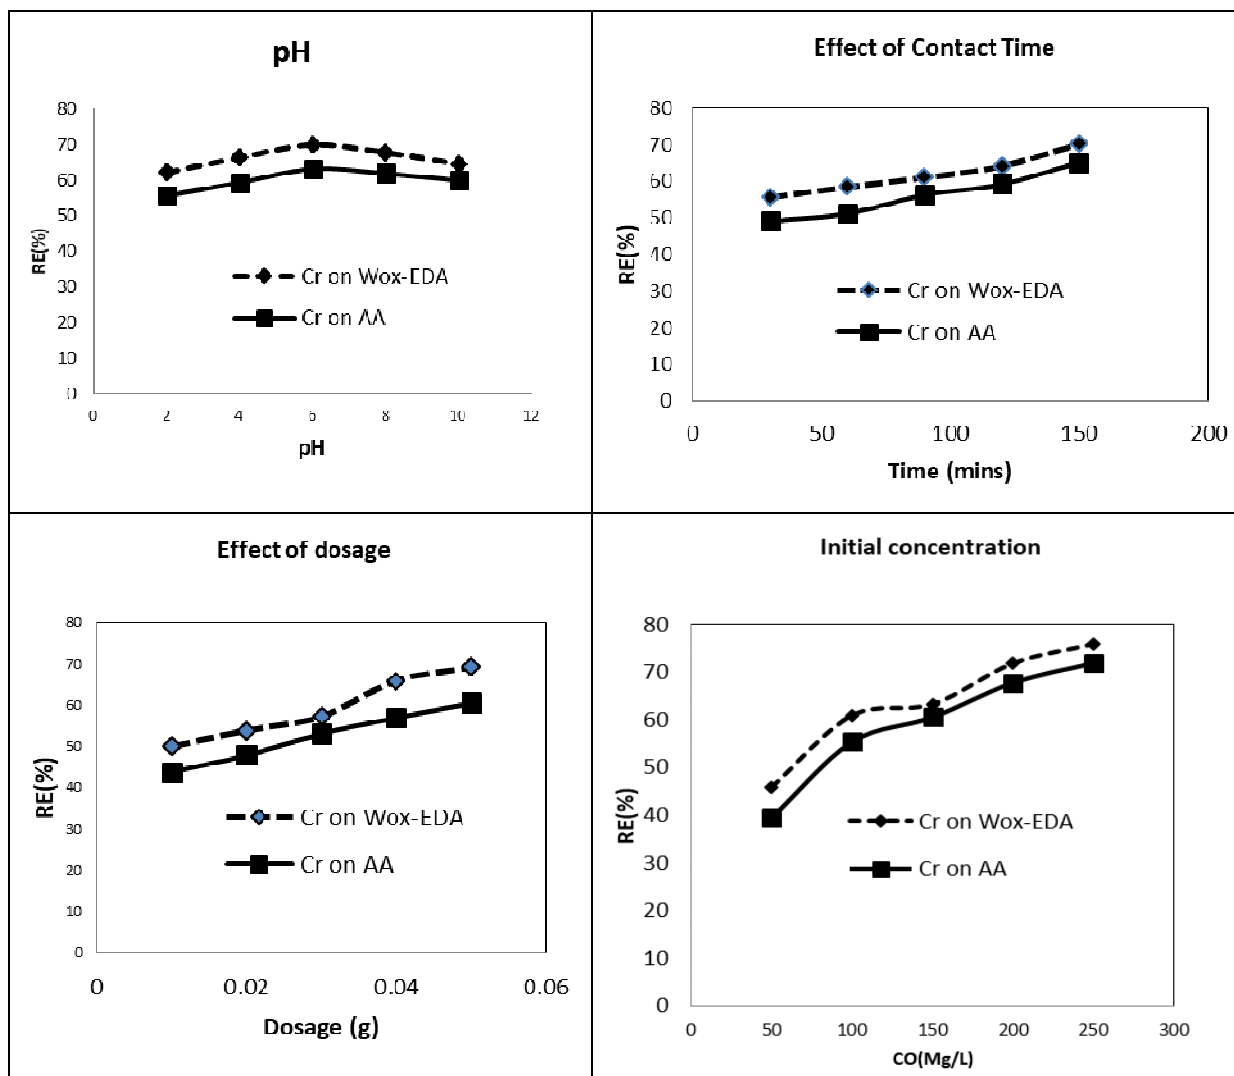 pH
80
70
60
50
40
30
20
10
0
RE(%)
Cr on Wox-EDA
Cr on AA
0 2 4 6 8 10 12
pH
Effect of Contact Time
80
70
60
50
40
30
20
10
0
RE(%)
Cr on Wox-EDA
Cr on AA
0 50 100 150 200
Time (mins)
Effect of dosage
80
70
60
50
40
30
20
10
0
RE(%)
Cr on Wox-EDA
Cr on AA
0 0.02 0.04 0.06
Dosage (g)
Initial concentration
80
70
60
50
40
30
20
10
0
RE(%)
Cr on Wox-EDA
Cr on AA
0 50 100 150 200 250 300
CO(Mg/L)